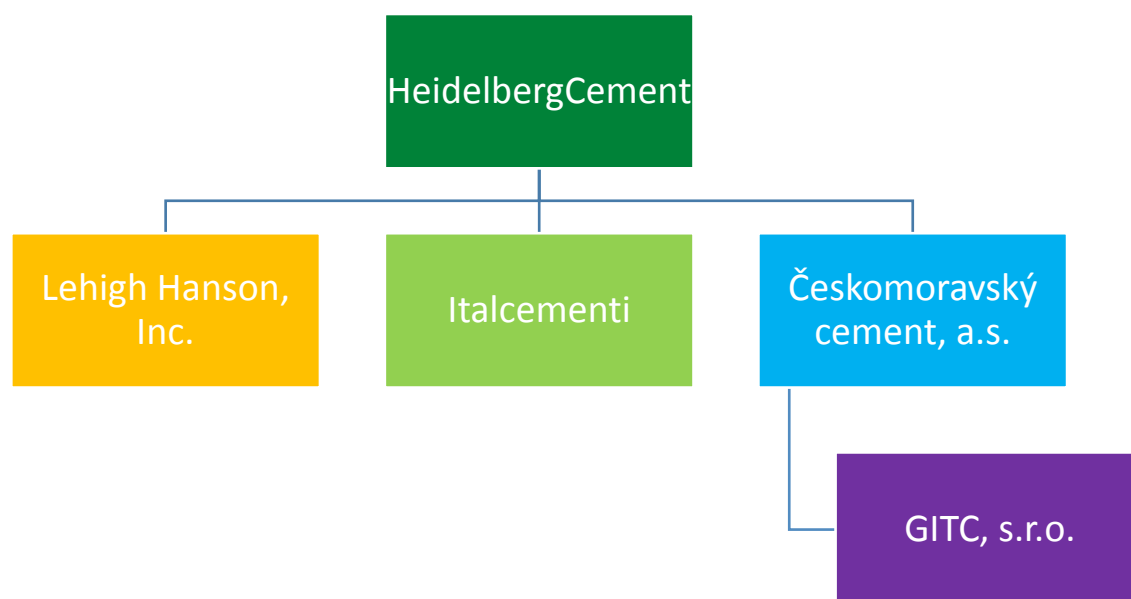 HeidelbergCement
Lehigh Hanson,
Inc.
Italcementi
Českomoravský
cement, a.s.
GITC, s.r.o.